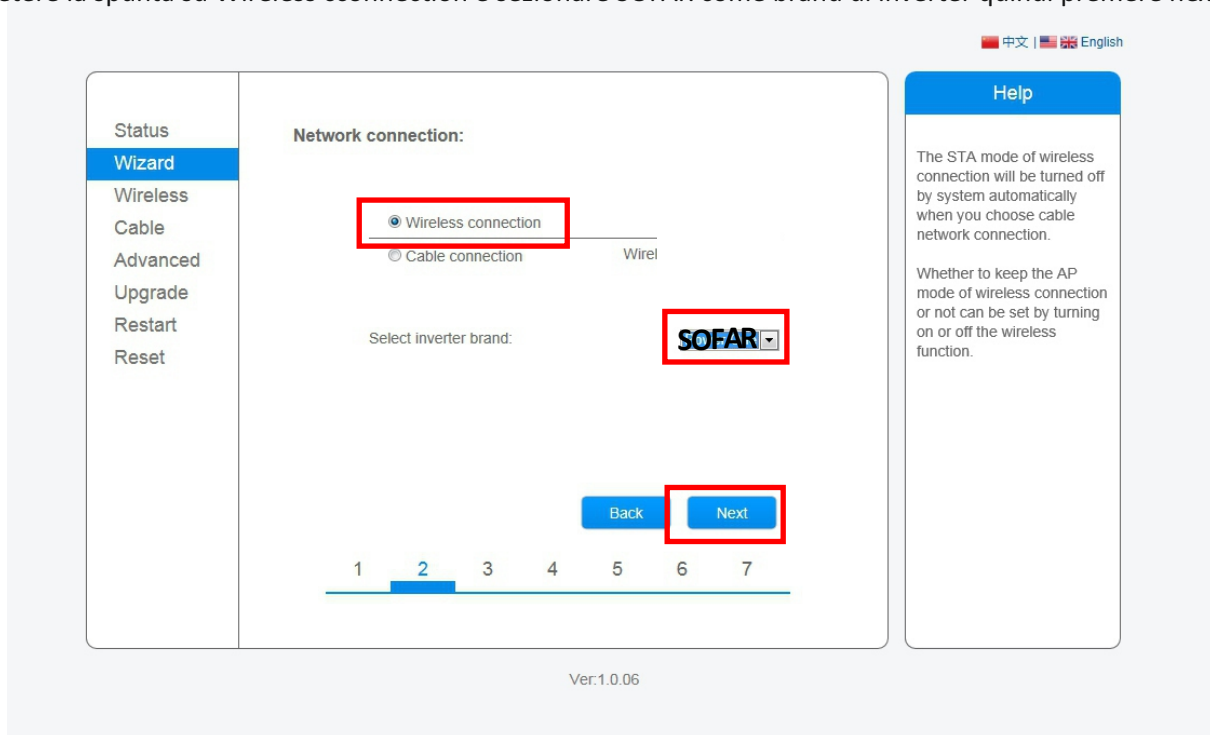 中文 | English
Help
Status
Wizard
Wireless
Cable
Advanced
Upgrade
Restart
Reset
Network connection:
Wireless connection
Cable connection
Wirel
Select inverter brand:
SOFAR
Back
Next
1 2 3 4 5 6 7
The STA mode of wireless
connection will be turned off
by system automatically
when you choose cable
network connection.
Whether to keep the AP
mode of wireless connection
or not can be set by turning
on or off the wireless
function.
Ver:1.0.06